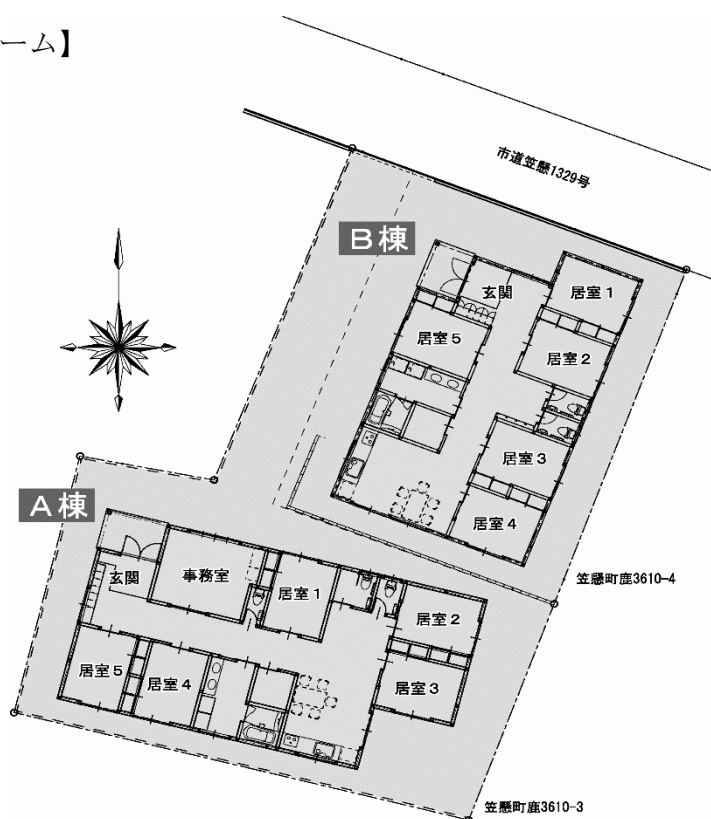 ーム】
市道笠懸1329号
B棟
玄関
居室1
居室5
居室2
居室3
居室4
笠懸町鹿3610-4
A棟
玄関
事務室
居室1
居室2
居室5
居室4
居室3
笠懸町鹿3610-3